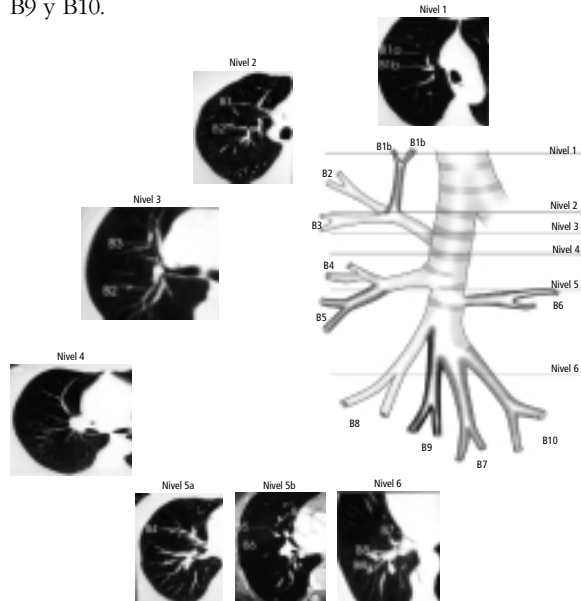 B9 y B10.
Nivel 1
B1a
B1b
Nivel 2
B1
B2
Nivel 3
B3
B2
Nivel 4
B1b B1b
B2
B3
B4
B5
B6
B8
B9
B7
B10
Nivel 1
Nivel 2
Nivel 3
Nivel 4
Nivel 5
Nivel 6
Nivel 5a
B4
Nivel 5b
B6
Nivel 6
B7
B8